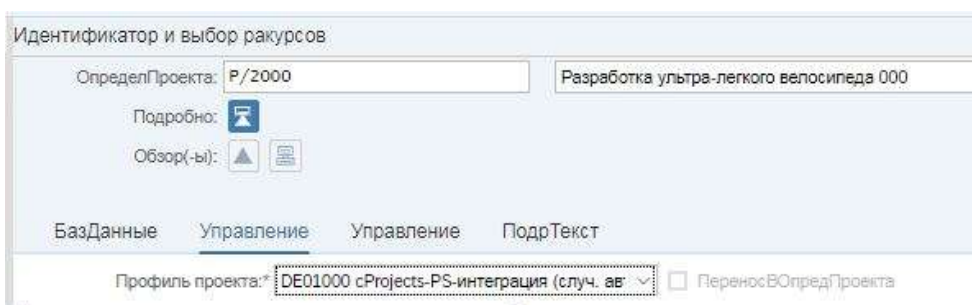 Идентификатор и выбор ракурсов
ОпределПроекта: P/2000 Разработка ультра-легкого велосипеда 000
Подробно:
Обзор(-ы):
БазДанные Управление Управление ПодрТекст
Профиль проекта:* DE01000 cProjects-PS-интеграция (случ. авт ПереносВОпредПроекта